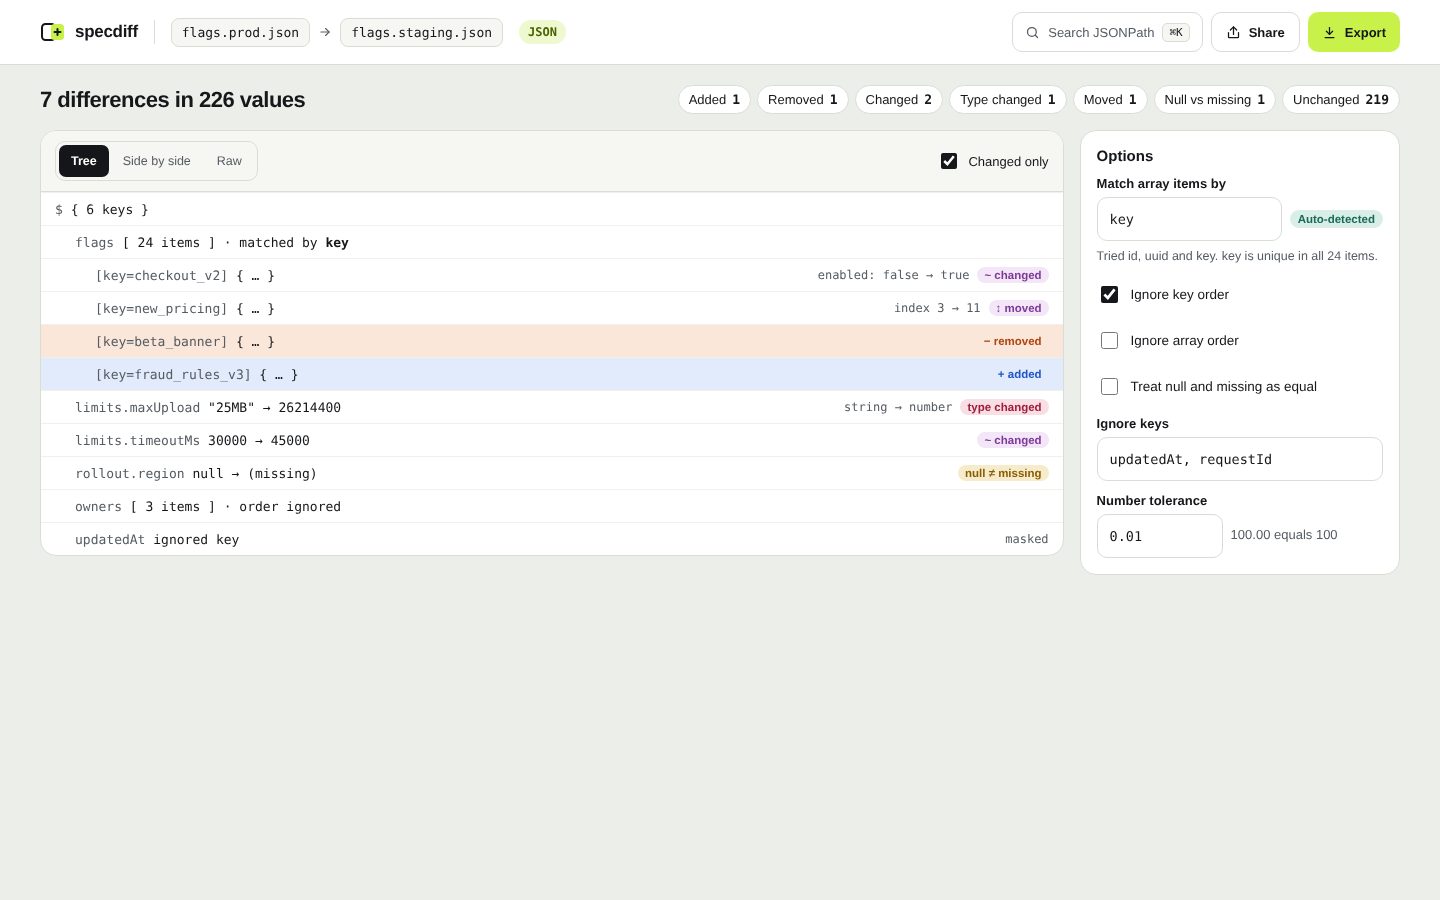 specdiff flags.prod.json → flags.staging.json JSON Search JSONPath ⌘K Share Export
7 differences in 226 values Added 1 Removed 1 Changed 2 Type changed 1 Moved 1 Null vs missing 1 Unchanged 219
Tree Side by side Raw Changed only
$ { 6 keys }
flags [ 24 items ] · matched by key
[key=checkout_v2] { … } enabled: false → true ~ changed
[key=new_pricing] { … } index 3 → 11 ↕ moved
[key=beta_banner] { … } − removed
[key=fraud_rules_v3] { … } + added
limits.maxUpload "25MB" → 26214400 string → number type changed
limits.timeoutMs 30000 → 45000 ~ changed
rollout.region null → (missing) null ≠ missing
owners [ 3 items ] · order ignored
updatedAt ignored key masked
Options
Match array items by
key Auto-detected
Tried id, uuid and key. key is unique in all 24 items.
Ignore key order
Ignore array order
Treat null and missing as equal
Ignore keys
updatedAt, requestId
Number tolerance
0.01 100.00 equals 100